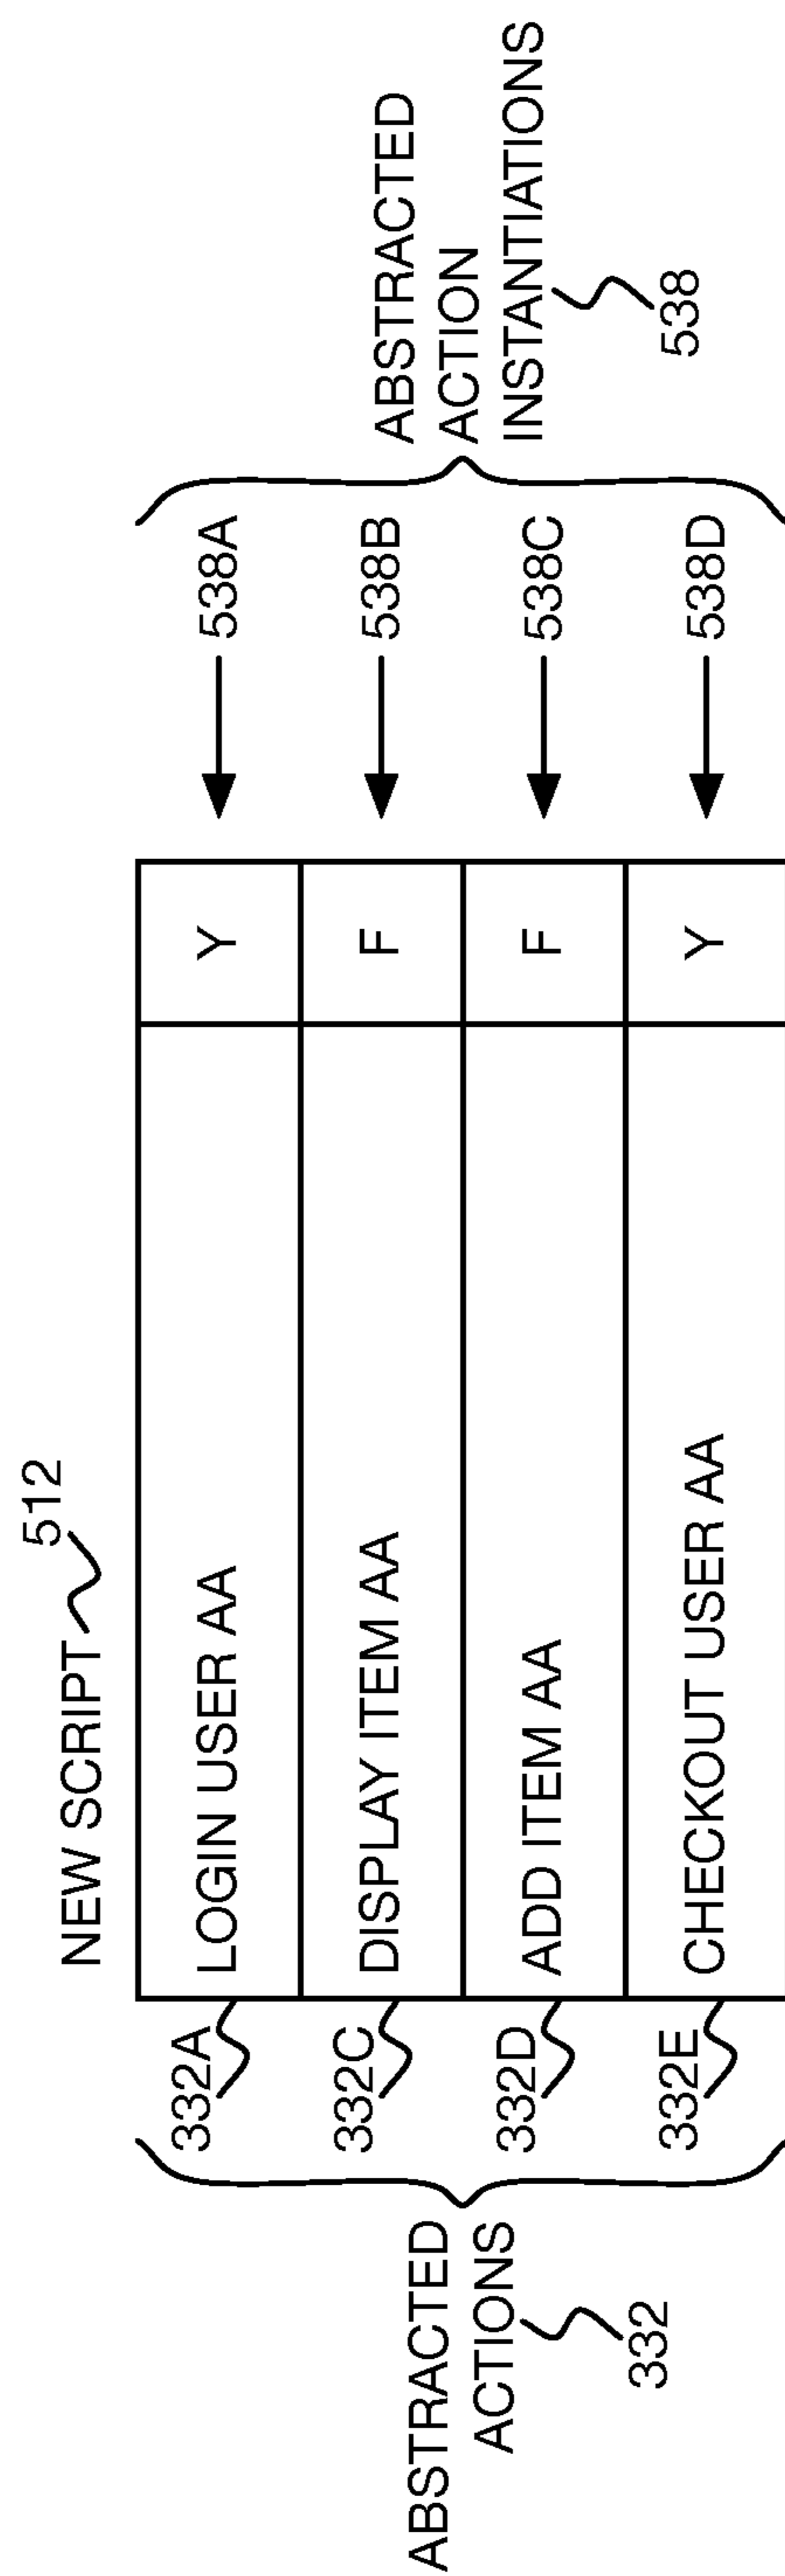 NEW SCRIPT
512
ABSTRACTED
ACTIONS
332
332A
LOGIN USER AA
Y
538A
332C
DISPLAY ITEM AA
F
538B
332D
ADD ITEM AA
F
538C
332E
CHECKOUT USER AA
Y
538D
ABSTRACTED
ACTION
INSTANTIATIONS
538